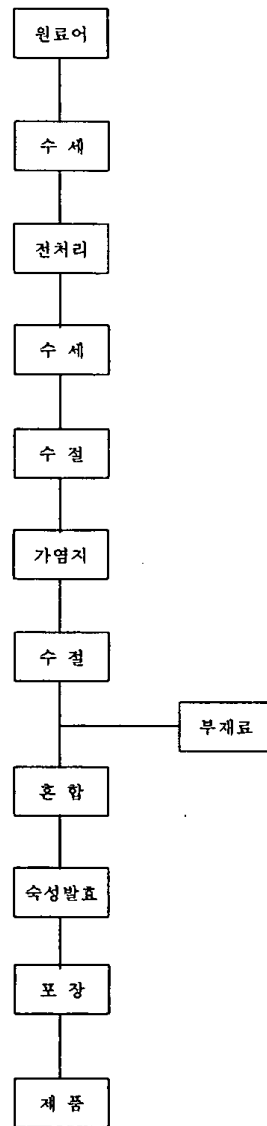 원료어
수 세
전처리
수 세
수 절
가염지
수 절
부재료
혼 합
숙성발효
포 장
제 품